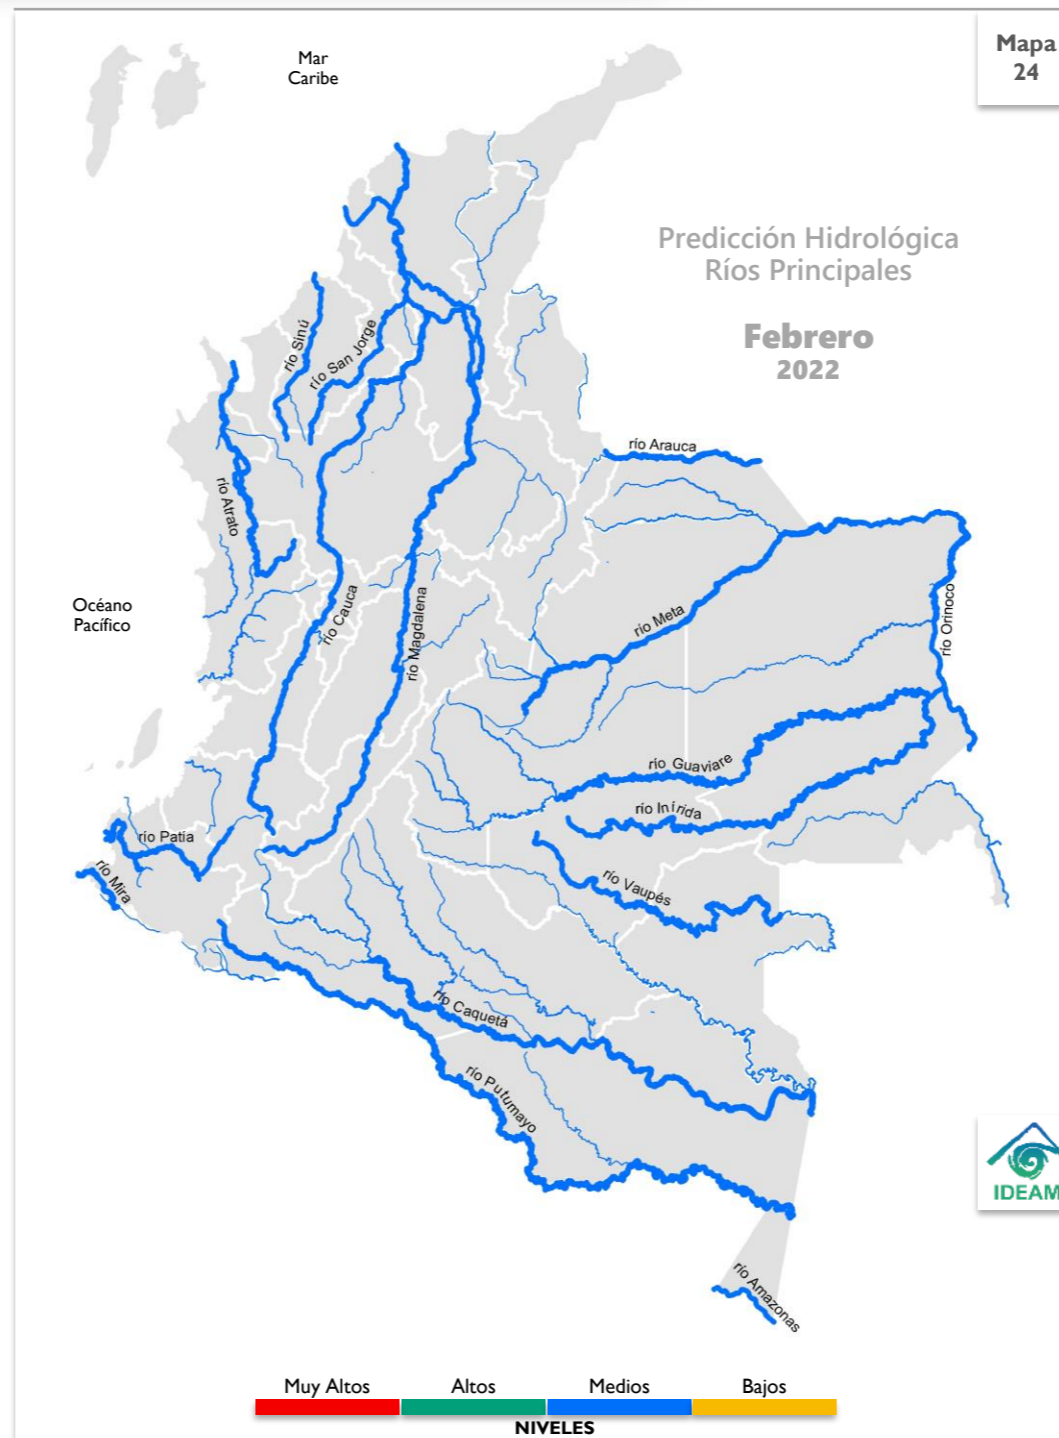 Mapa
24
Mar
Caribe
Predicción Hidrológica
Ríos Principales
Febrero
2022
río Sinú
río San Jorge
río Arauca
río Atrato
río Cauca
río Magdalena
río Meta
río Orinoco
Océano
Pacífico
río Guaviare
río Inírida
río Patía
río Mira
río Vaupés
río Caquetá
río Putumayo
IDEAM
río Amazonas
Muy Altos
Altos
Medios
Bajos
NIVELES